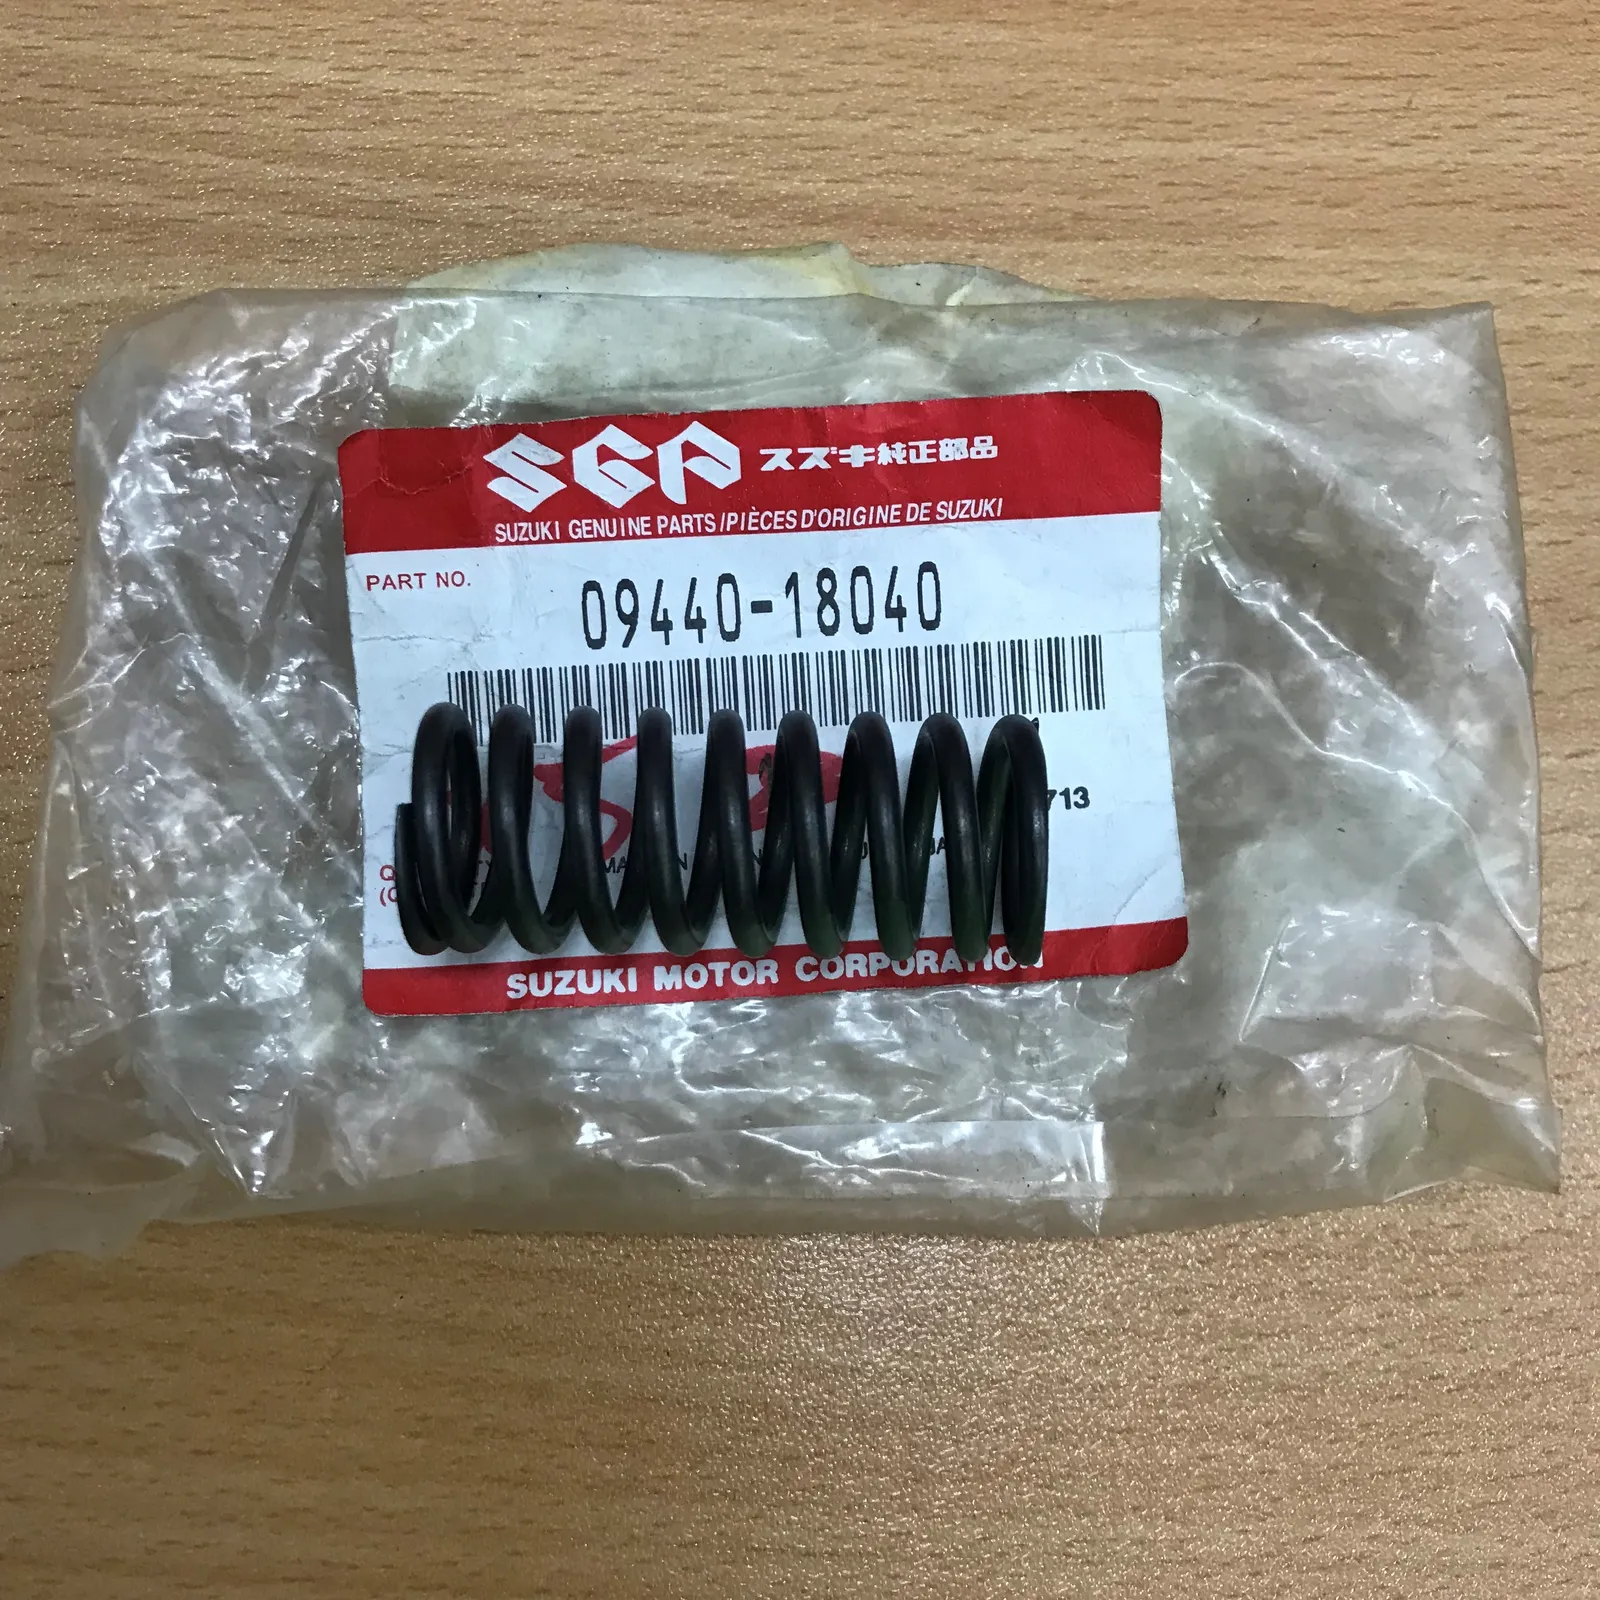 SGP スズキ純正部品
SUZUKI GENUINE PARTS / PIÈCES D'ORIGINE DE SUZUKI
PART NO. 09440-18040
713
SUZUKI MOTOR CORPORATION